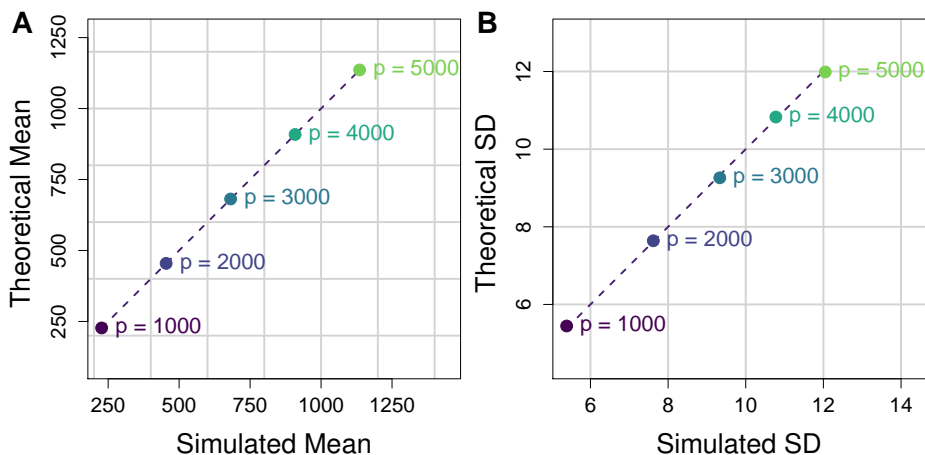 A
Theoretical Mean
1250
1000
750
500
250
p = 5000
p = 4000
p = 3000
p = 2000
p = 1000
250 500 750 1000 1250
Simulated Mean
B
Theoretical SD
12
10
8
6
p = 5000
p = 4000
p = 3000
p = 2000
p = 1000
6 8 10 12 14
Simulated SD